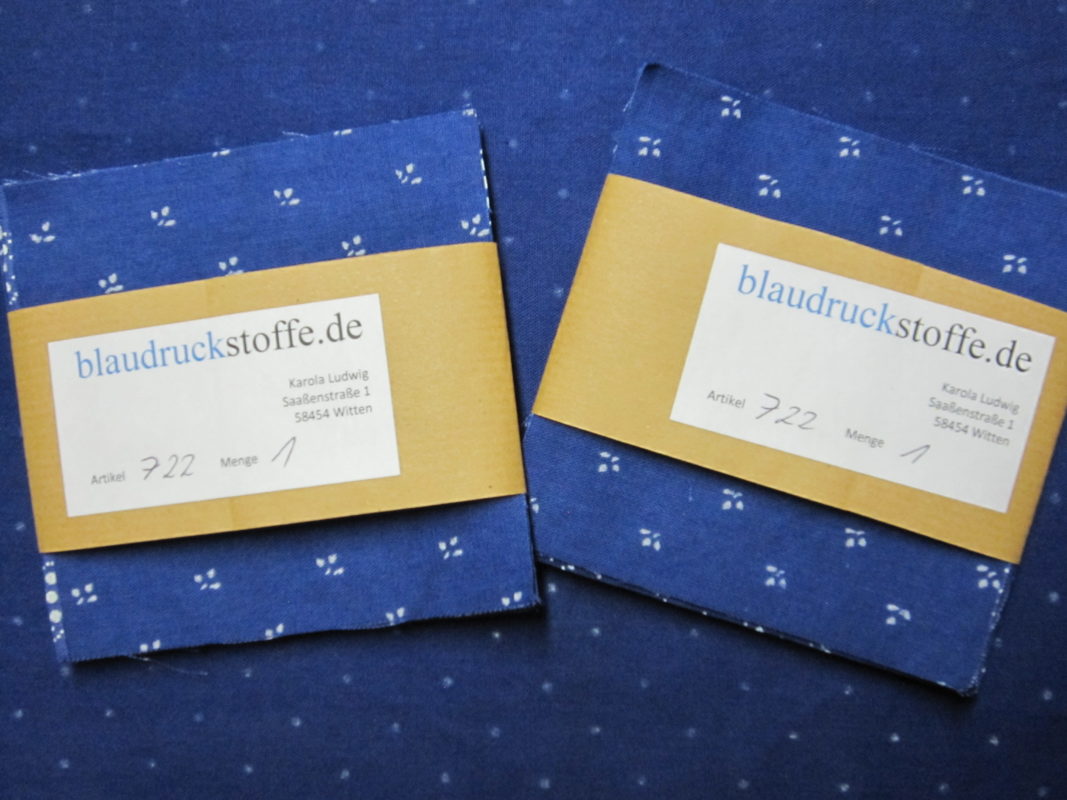 blaudruckstoffe.de
Karola Ludwig
Saaßenstraße 1
58454 Witten
Artikel 722 Menge 1
blaudruckstoffe.de
Karola Ludwig
Saaßenstraße 1
58454 Witten
Artikel 722 Menge 1